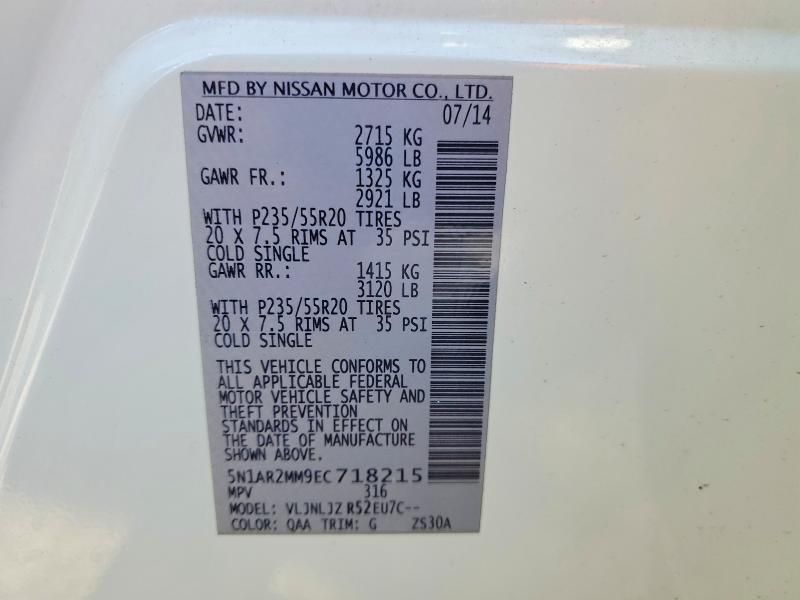 MFD BY NISSAN MOTOR CO., LTD.
DATE: 07/14
GVWR: 2715 KG
5986 LB
GAWR FR.: 1325 KG
2921 LB
WITH P235/55R20 TIRES
20 X 7.5 RIMS AT 35 PSI
COLD SINGLE
GAWR RR.: 1415 KG
3120 LB
WITH P235/55R20 TIRES
20 X 7.5 RIMS AT 35 PSI
COLD SINGLE
THIS VEHICLE CONFORMS TO
ALL APPLICABLE FEDERAL
MOTOR VEHICLE SAFETY AND
THEFT PREVENTION
STANDARDS IN EFFECT ON
THE DATE OF MANUFACTURE
SHOWN ABOVE.
5N1AR2MM9EC718215
MPV 316
MODEL: VLJNLJZ R52EU7C--
COLOR: QAA TRIM: G ZS30A